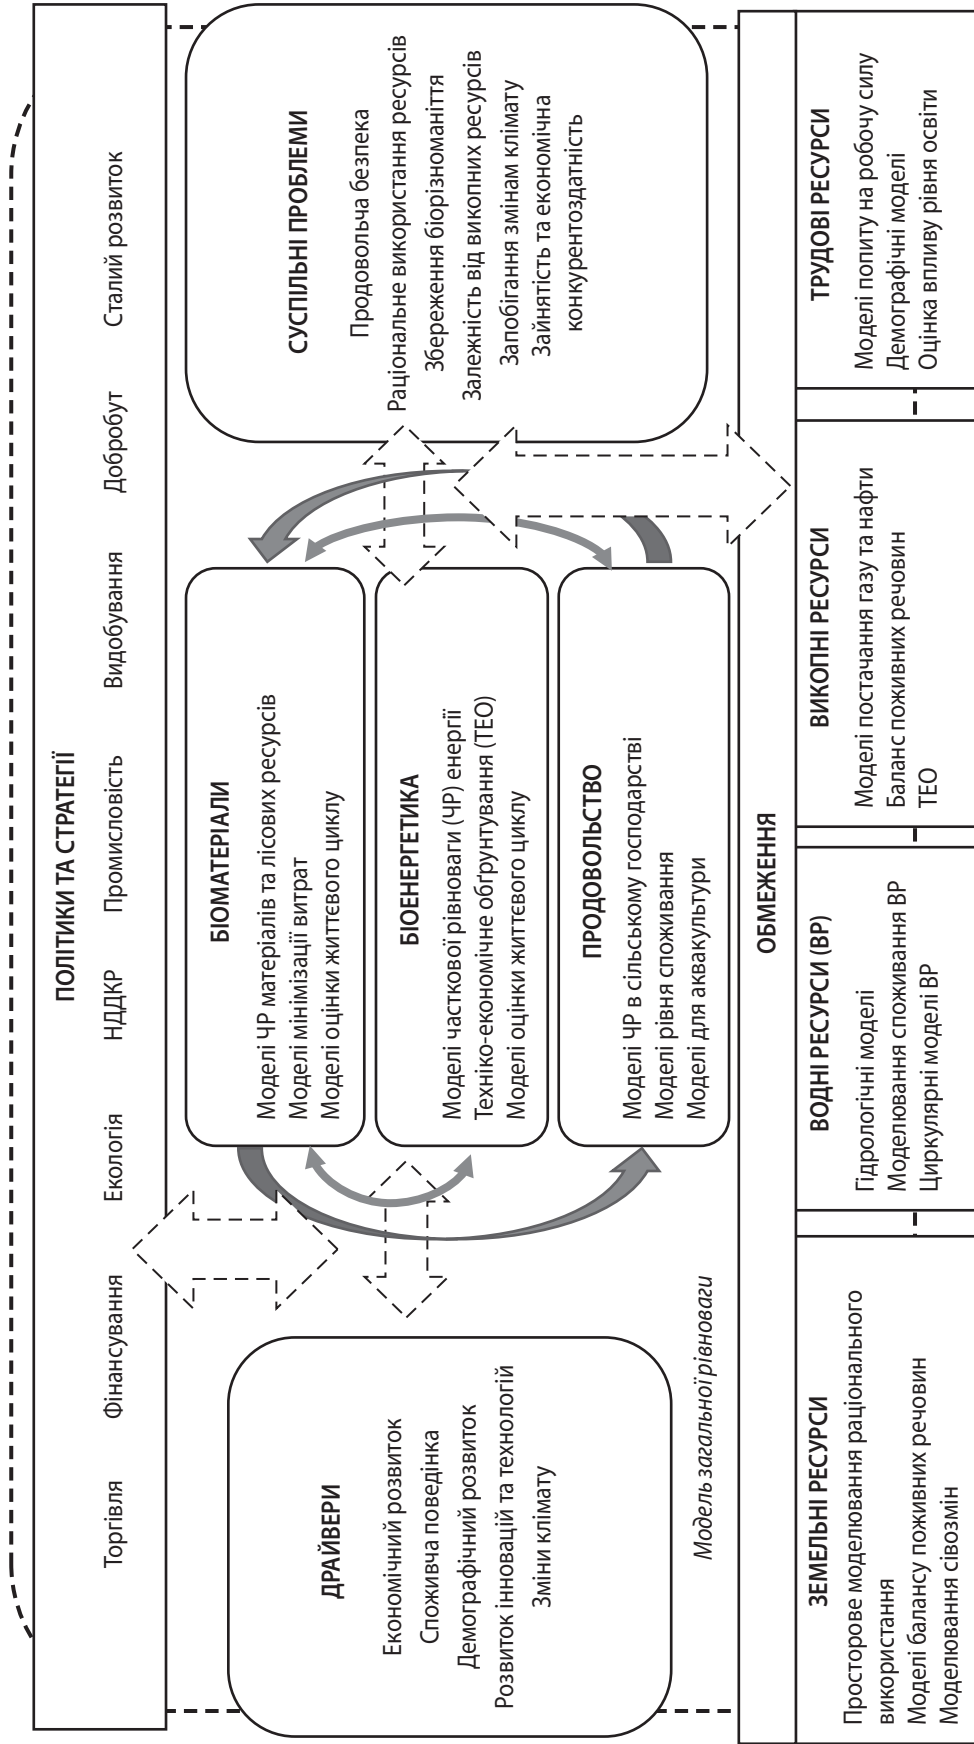 ПОЛІТИКИ ТА СТРАТЕГІЇ
Торгівля Фінансування Екологія НДДКР Промисловість Видобування Добробут Сталий розвиток
ДРАЙВЕРИ
Економічний розвиток
Споживча поведінка
Демографічний розвиток
Розвиток інновацій та технологій
Зміни клімату
БІОМАТЕРІАЛИ
Моделі ЧР матеріалів та лісових ресурсів
Моделі мінімізації витрат
Моделі оцінки життєвого циклу
БІОЕНЕРГЕТИКА
Моделі часткової рівноваги (ЧР) енергії
Техніко-економічне обґрунтування (ТЕО)
Моделі оцінки життєвого циклу
ПРОДОВОЛЬСТВО
Моделі ЧР в сільському господарстві
Моделі рівня споживання
Моделі для аквакультури
СУСПІЛЬНІ ПРОБЛЕМИ
Продовольча безпека
Раціональне використання ресурсів
Збереження біорізноманіття
Залежність від викопних ресурсів
Запобігання змінам клімату
Зайнятість та економічна
конкурентоздатність
Модель загальної рівноваги
ОБМЕЖЕННЯ
ЗЕМЕЛЬНІ РЕСУРСИ
Просторове моделювання раціонального
використання
Моделі балансу поживних речовин
Моделювання сівозмін
ВОДНІ РЕСУРСИ (ВР)
Гідрологічні моделі
Моделювання споживання ВР
Циркулярні моделі ВР
ВИКОПНІ РЕСУРСИ
Моделі постачання газу та нафти
Баланс поживних речовин
ТЕО
ТРУДОВІ РЕСУРСИ
Моделі попиту на робочу силу
Демографічні моделі
Оцінка впливу рівня освіти